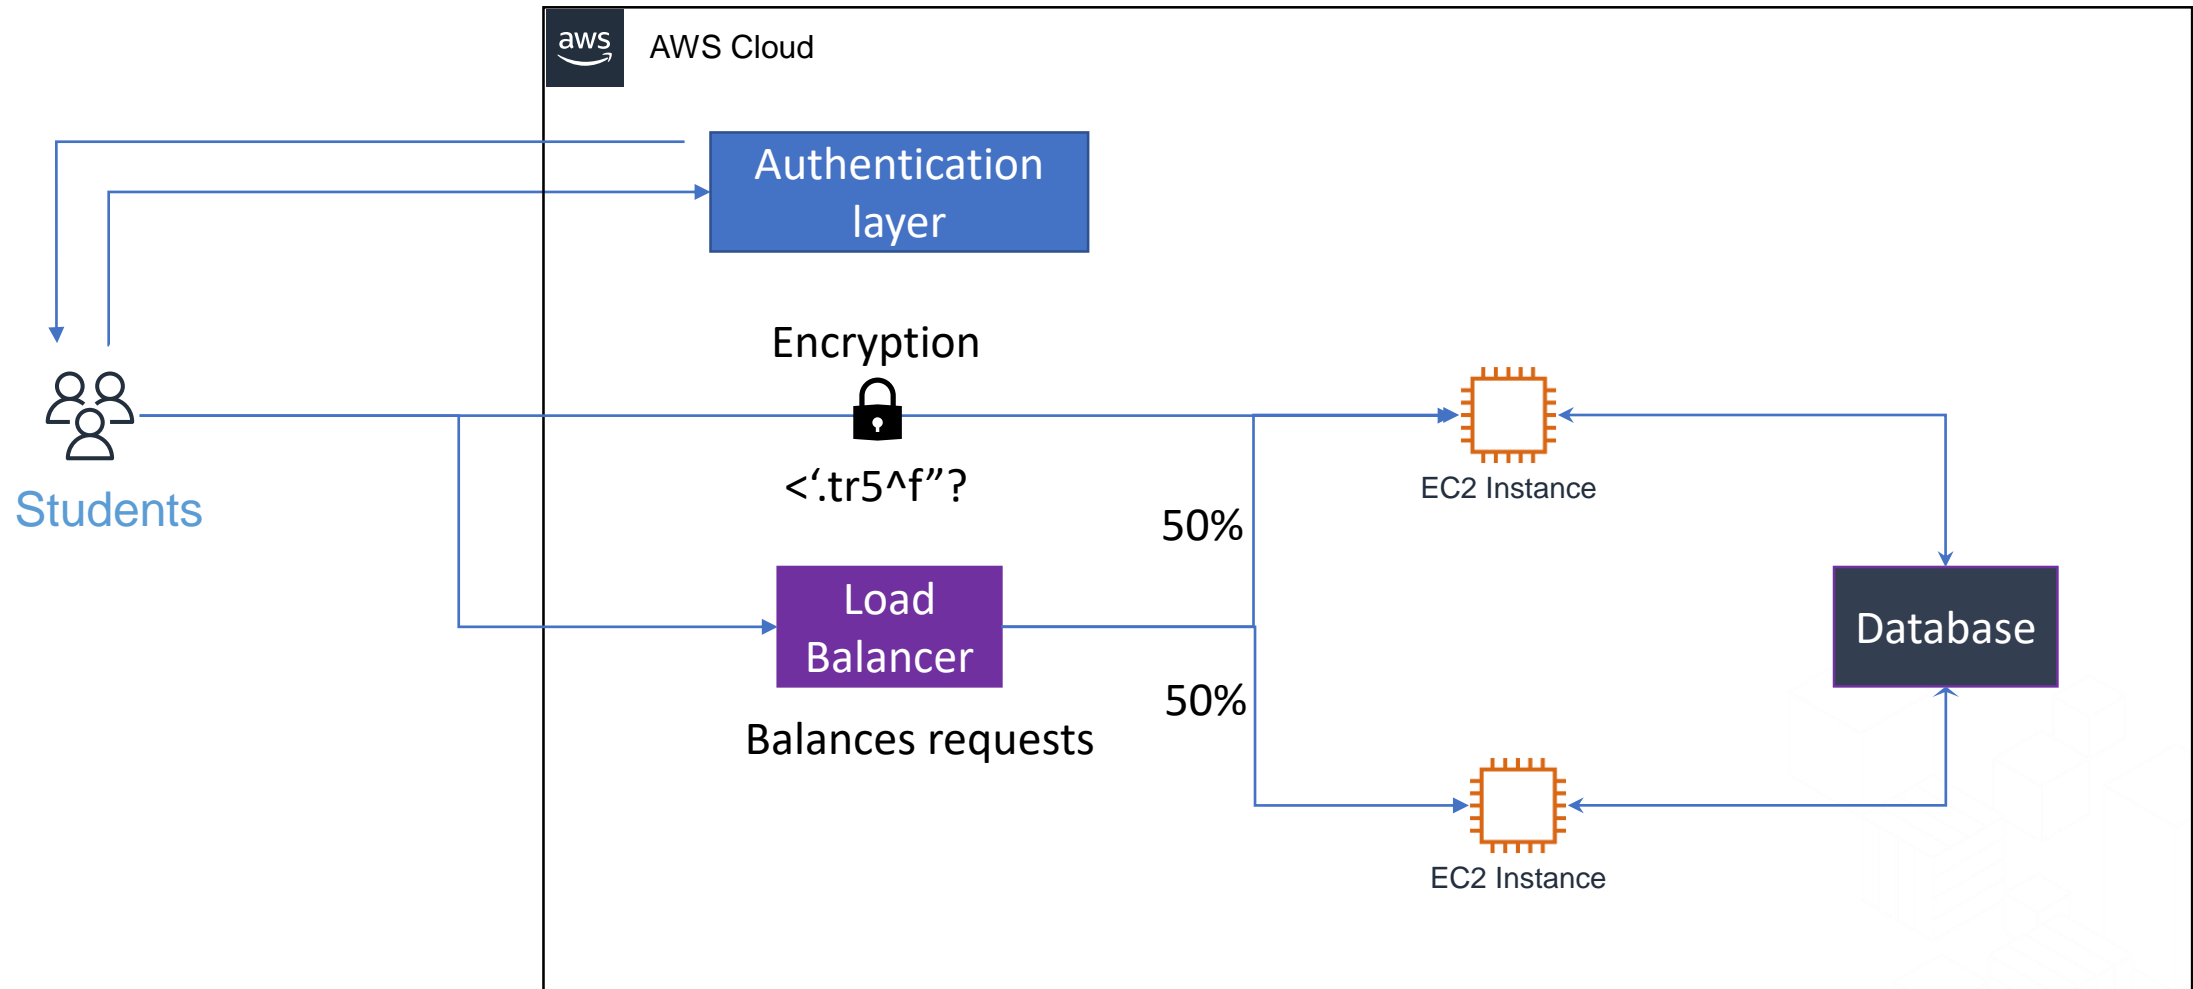 aws
AWS Cloud
Authentication
layer
Encryption
<‘.tr5^f”?
Students
EC2 Instance
50%
Load
Balancer
Database
50%
Balances requests
EC2 Instance